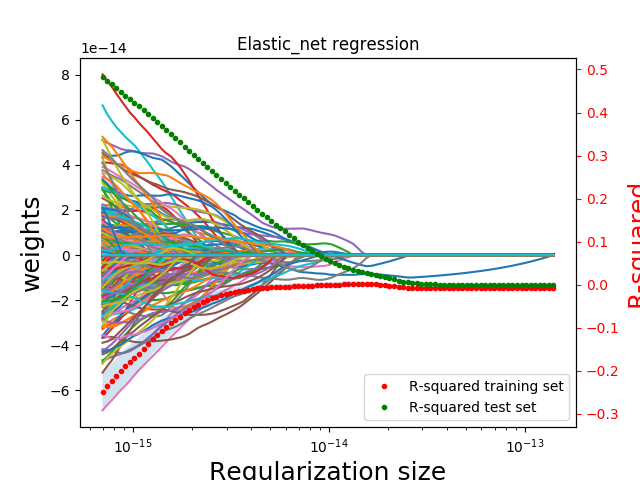 Elastic_net regression
1e−14
8
6
4
2
0
−2
−4
−6
weights
0.5
0.4
0.3
0.2
0.1
0.0
−0.1
−0.2
−0.3
R-squared
R-squared training set
R-squared test set
10⁻¹⁵
10⁻¹⁴
10⁻¹³
Regularization size